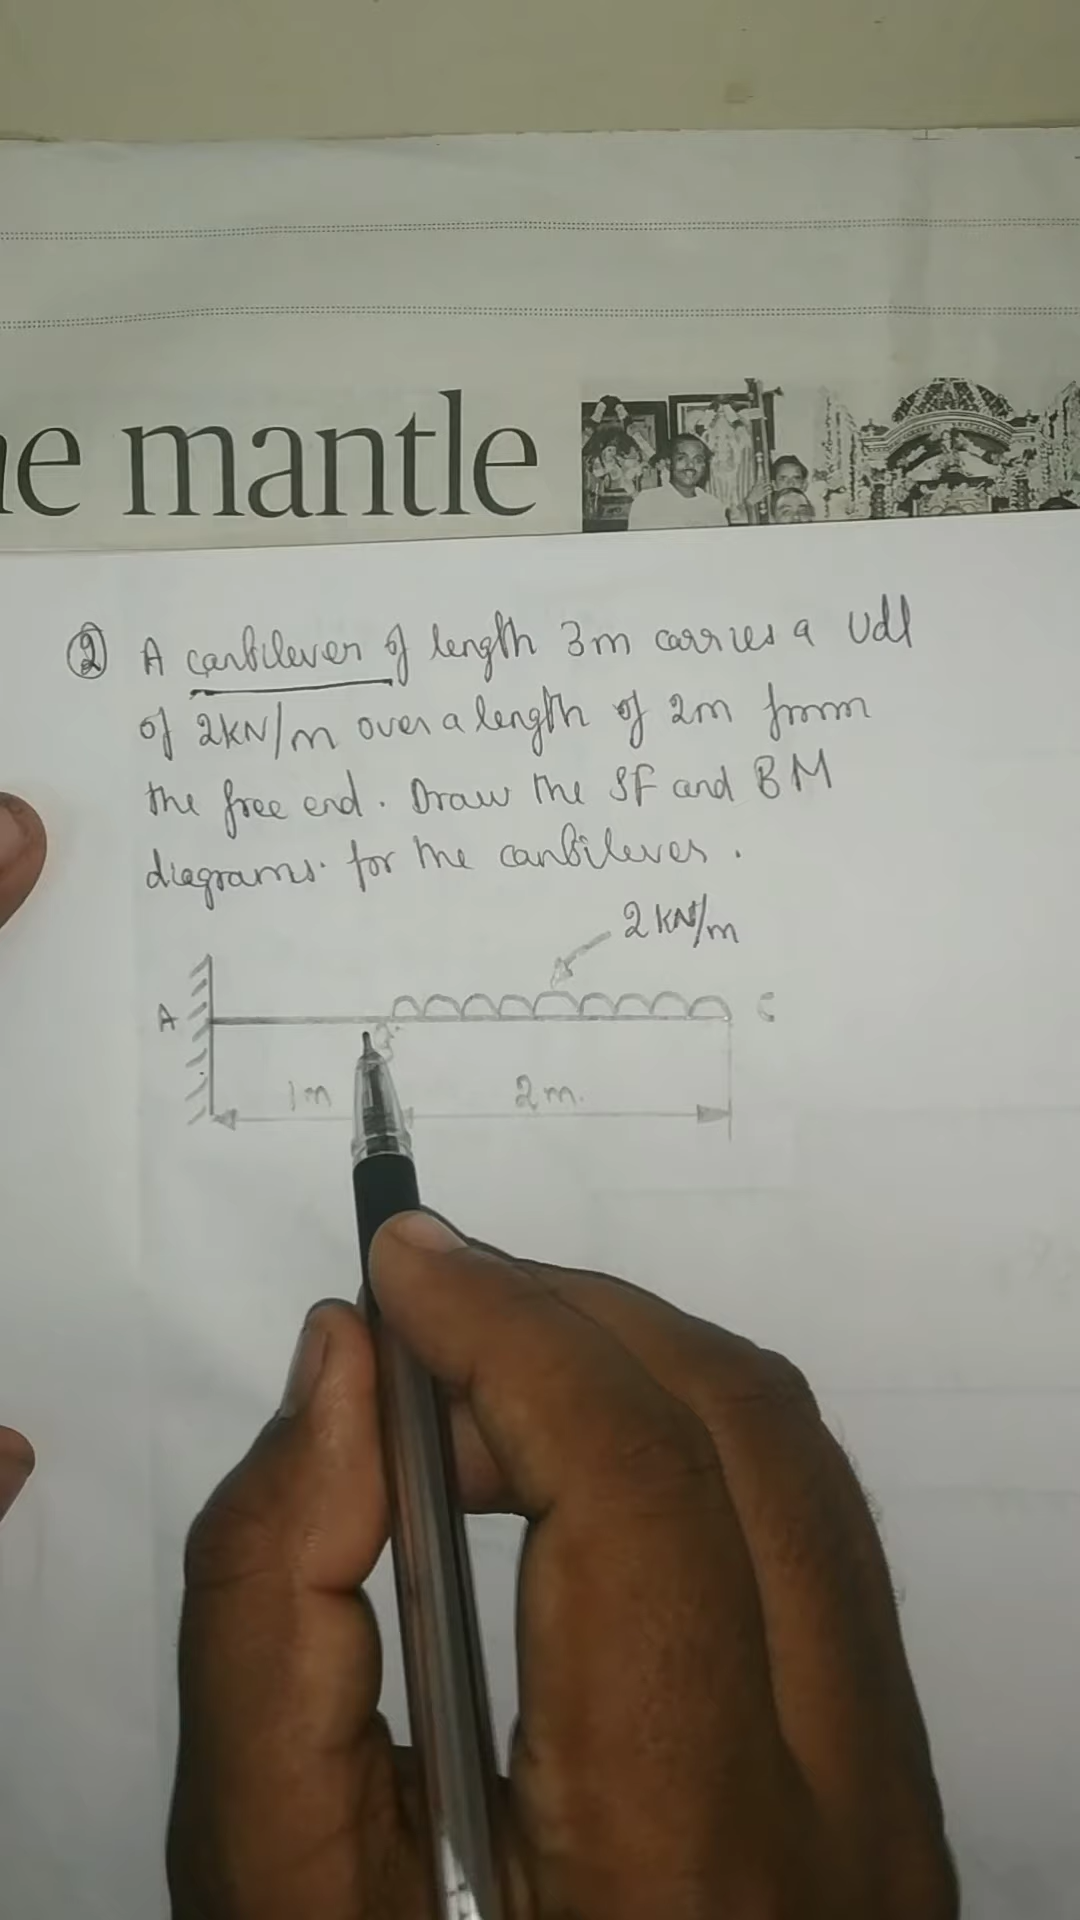 e mantle
② A cantilever of length 3m carries a Udl
of 2KN/m over a length of 2m from
the free end. Draw the SF and BM
diagrams. for the cantilever.
2 KN/m
A C
B
1m 2m.